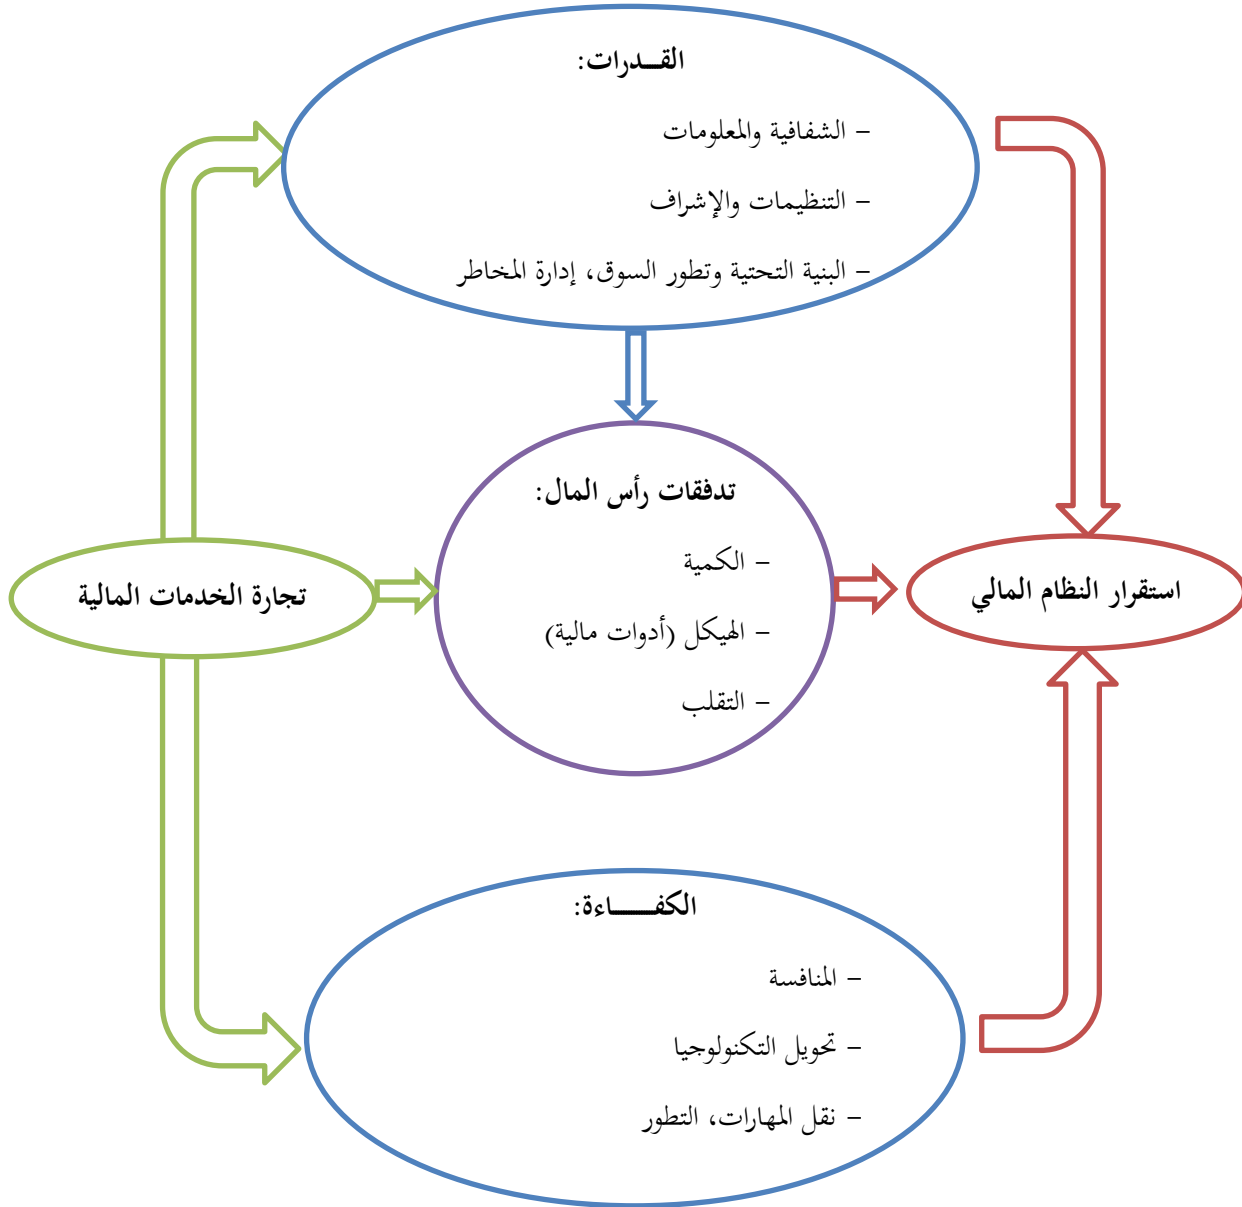 القــدرات:
- الشفافية والمعلومات
- التنظيمات والإشراف
- البنية التحتية وتطور السوق، إدارة المخاطر
تدفقات رأس المال:
- الكمية
- الهيكل (أدوات مالية)
- التقلب
تجارة الخدمات المالية
استقرار النظام المالي
الكفــــــاءة:
- المنافسة
- تحويل التكنولوجيا
- نقل المهارات، التطور